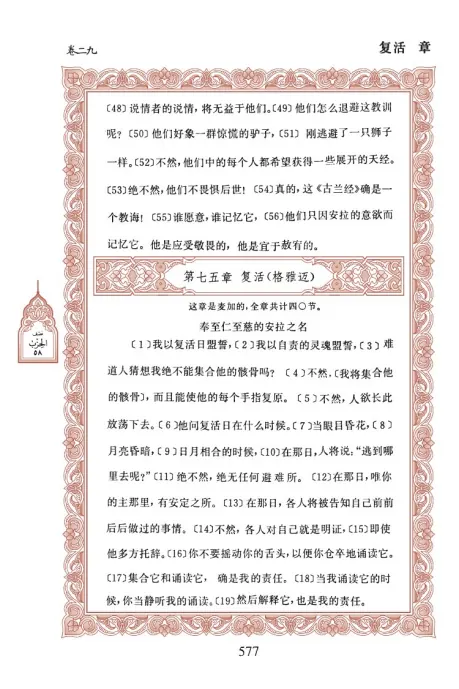 卷二九
复活 章
〔48〕说情者的说情，将无益于他们。〔49〕他们怎么退避这教训
呢？〔50〕他们好象一群惊慌的驴子，〔51〕刚逃避了一只狮子
一样。〔52〕不然，他们中的每个人都希望获得一些展开的天经。
〔53〕绝不然，他们不畏惧后世！〔54〕真的，这《古兰经》确是一
个教诲！〔55〕谁愿意，谁记忆它，〔56〕他们只因安拉的意欲而
记忆它。他是应受敬畏的，他是宜于赦宥的。
第七五章 复活（格雅迈）
这章是麦加的，全章共计四〇节。
奉至仁至慈的安拉之名
〔1〕我以复活日盟誓，〔2〕我以自责的灵魂盟誓，〔3〕难
道人猜想我绝不能集合他的骸骨吗？〔4〕不然，〔我将集合他
的骸骨〕，而且能使他的每个手指复原。〔5〕不然，人欲长此
放荡下去。〔6〕他问复活日在什么时候。〔7〕当眼目昏花，〔8〕
月亮昏暗，〔9〕日月相合的时候，〔10〕在那日，人将说：“逃到哪
里去呢？”〔11〕绝不然，绝无任何避难所。〔12〕在那日，唯你
的主那里，有安定之所。〔13〕在那日，各人将被告知自己前前
后后做过的事情。〔14〕不然，各人对自己就是明证，〔15〕即使
他多方托辞。〔16〕你不要摇动你的舌头，以便你仓卒地诵读它。
〔17〕集合它和诵读它，确是我的责任。〔18〕当我诵读它的时
候，你当静听我的诵读。〔19〕然后解释它，也是我的责任。
الحزب
٥٨
577